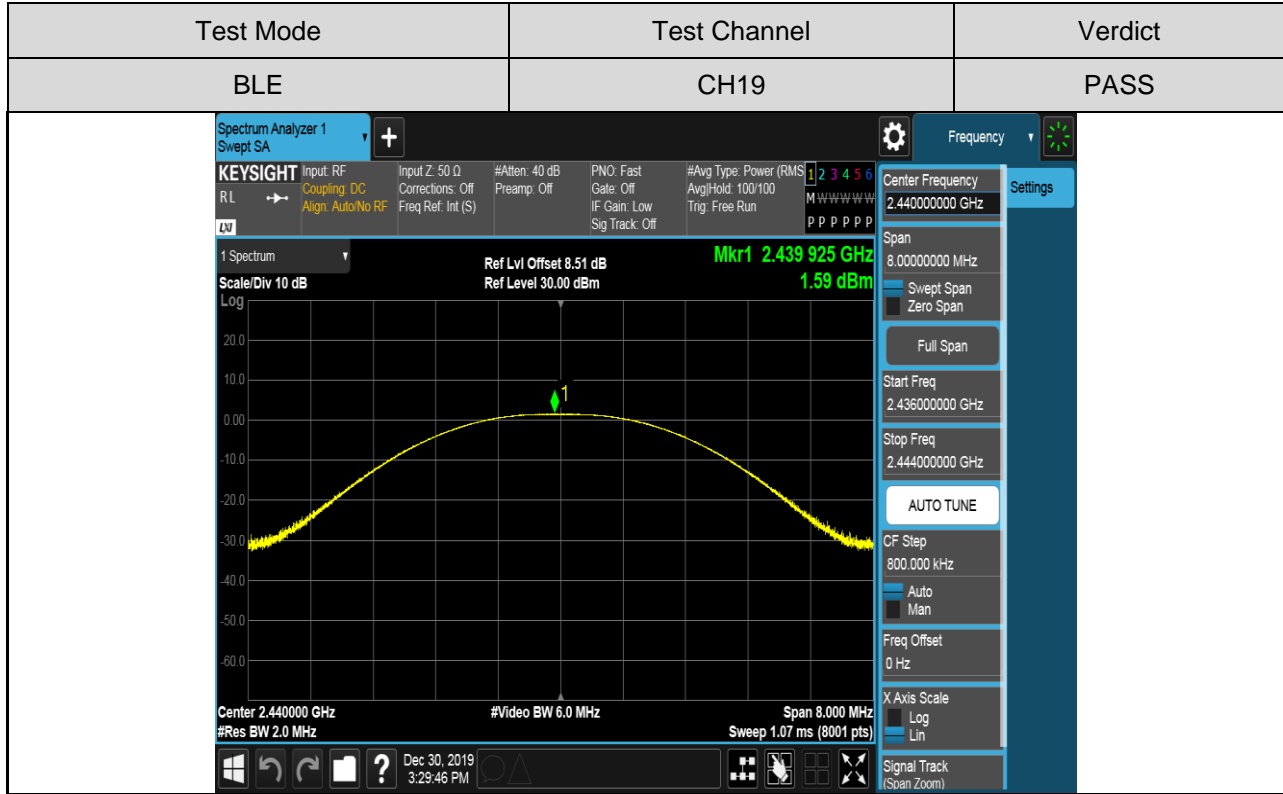 Test Mode Test Channel Verdict
BLE CH19 PASS
Spectrum Analyzer 1
Swept SA
+
Frequency
KEYSIGHT Input: RF Input Z: 50 Ω #Atten: 40 dB PNO: Fast #Avg Type: Power (RMS 1 2 3 4 5 6
R L Coupling: DC Corrections: Off Preamp: Off Gate: Off Avg|Hold: 100/100 M W W W W W
Align: Auto/No RF Freq Ref: Int (S) IF Gain: Low Trig: Free Run
LXI Sig Track: Off P P P P P P
1 Spectrum
Ref Lvl Offset 8.51 dB
Mkr1 2.439 925 GHz
Scale/Div 10 dB Ref Level 30.00 dBm 1.59 dBm
Log
20.0
10.0
1
0.00
-10.0
-20.0
-30.0
-40.0
-50.0
-60.0
Center 2.440000 GHz #Video BW 6.0 MHz Span 8.000 MHz
#Res BW 2.0 MHz Sweep 1.07 ms (8001 pts)
? Dec 30, 2019
3:29:46 PM
Center Frequency
2.440000000 GHz
Settings
Span
8.00000000 MHz
Swept Span
Zero Span
Full Span
Start Freq
2.436000000 GHz
Stop Freq
2.444000000 GHz
AUTO TUNE
CF Step
800.000 kHz
Auto
Man
Freq Offset
0 Hz
X Axis Scale
Log
Lin
Signal Track
(Span Zoom)